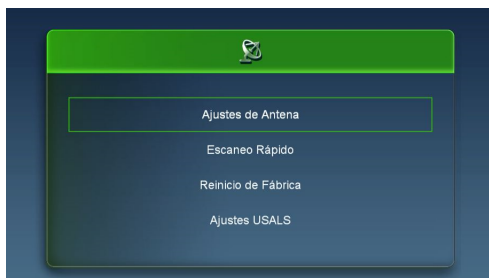 Ajustes de Antena
Escaneo Rápido
Reinicio de Fábrica
Ajustes USALS